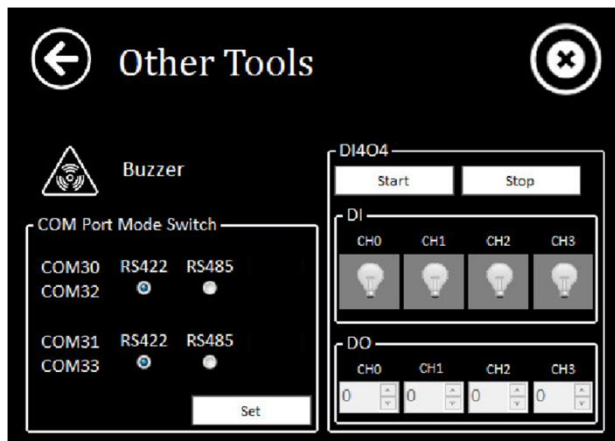 Other Tools
Buzzer
COM Port Mode Switch
COM30 RS422 RS485
COM32
COM31 RS422 RS485
COM33
Set
DI4O4
Start Stop
DI
CH0 CH1 CH2 CH3
DO
CH0 CH1 CH2 CH3
0 0 0 0